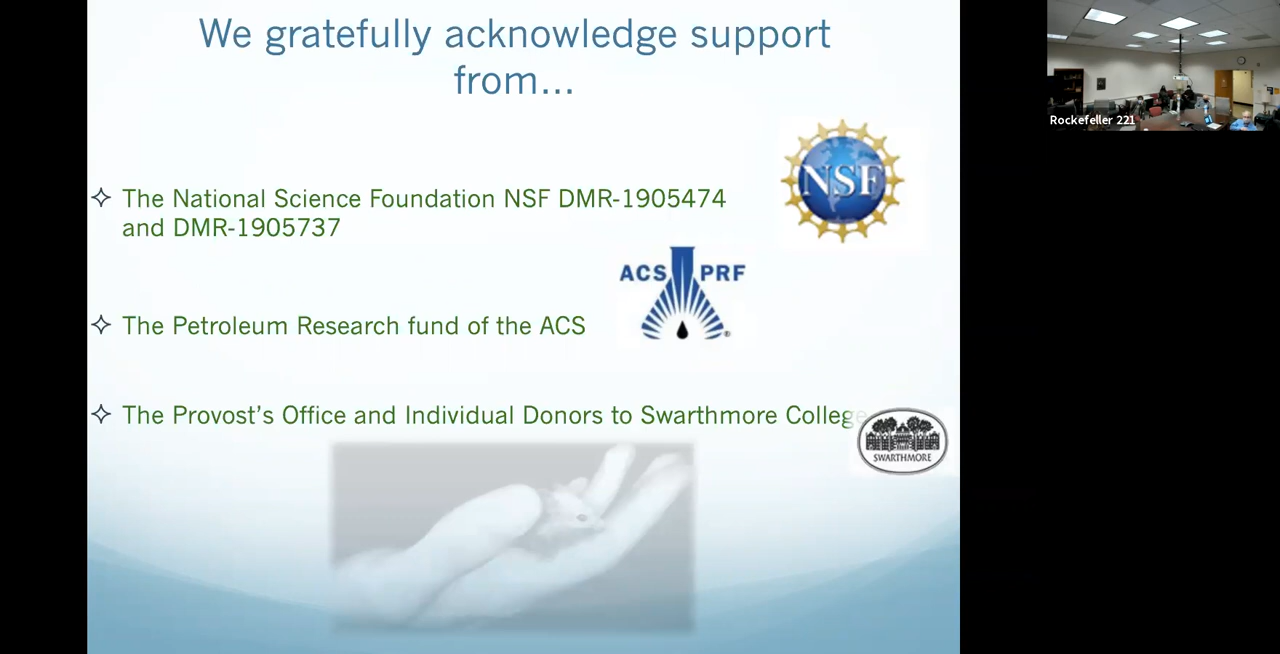 We gratefully acknowledge support
from...
The National Science Foundation NSF DMR-1905474
and DMR-1905737
NSF
ACS PRF
The Petroleum Research fund of the ACS
The Provost's Office and Individual Donors to Swarthmore College
SWARTHMORE
Rockefeller 221